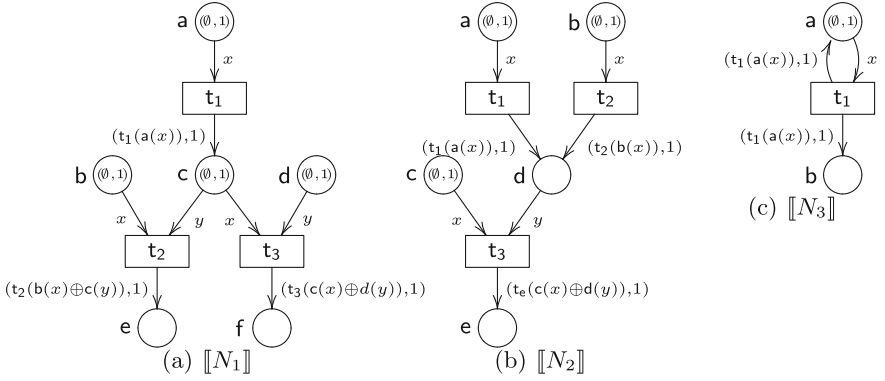 a (∅,1) a (∅,1) b (∅,1) a (∅,1)
x x x (t₁(a(x)),1) x
t₁ t₁ t₂ t₁
(t₁(a(x)),1) (t₁(a(x)),1) (t₂(b(x)),1) (t₁(a(x)),1)
b (∅,1) c (∅,1) d (∅,1) c (∅,1) d b
(c) ⟦N₃⟧
x y x y x y
t₂ t₃ t₃
(t₂(b(x)⊕c(y)),1) (t₃(c(x)⊕d(y)),1) (tₑ(c(x)⊕d(y)),1)
e f e
(a) ⟦N₁⟧ (b) ⟦N₂⟧